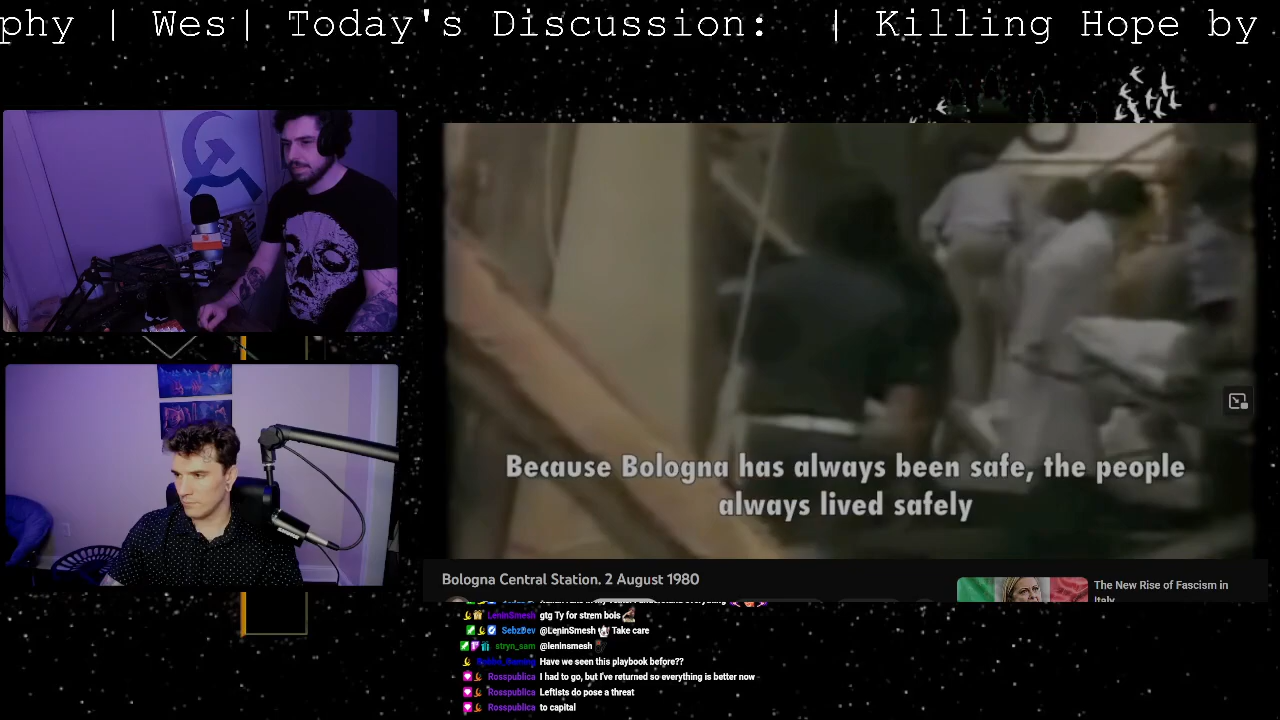 phy | Wes | Today's Discussion: | Killing Hope by
Because Bologna has always been safe, the people
always lived safely
Bologna Central Station. 2 August 1980
The New Rise of Fascism in
Italy
LeninSmesh gtg Ty for strem bois
SebzDev @LeninSmesh Take care
stryn_sam @leninsmesh
Have we seen this playbook before??
Rosspublica I had to go, but I've returned so everything is better now
Rosspublica Leftists do pose a threat
Rosspublica to capital